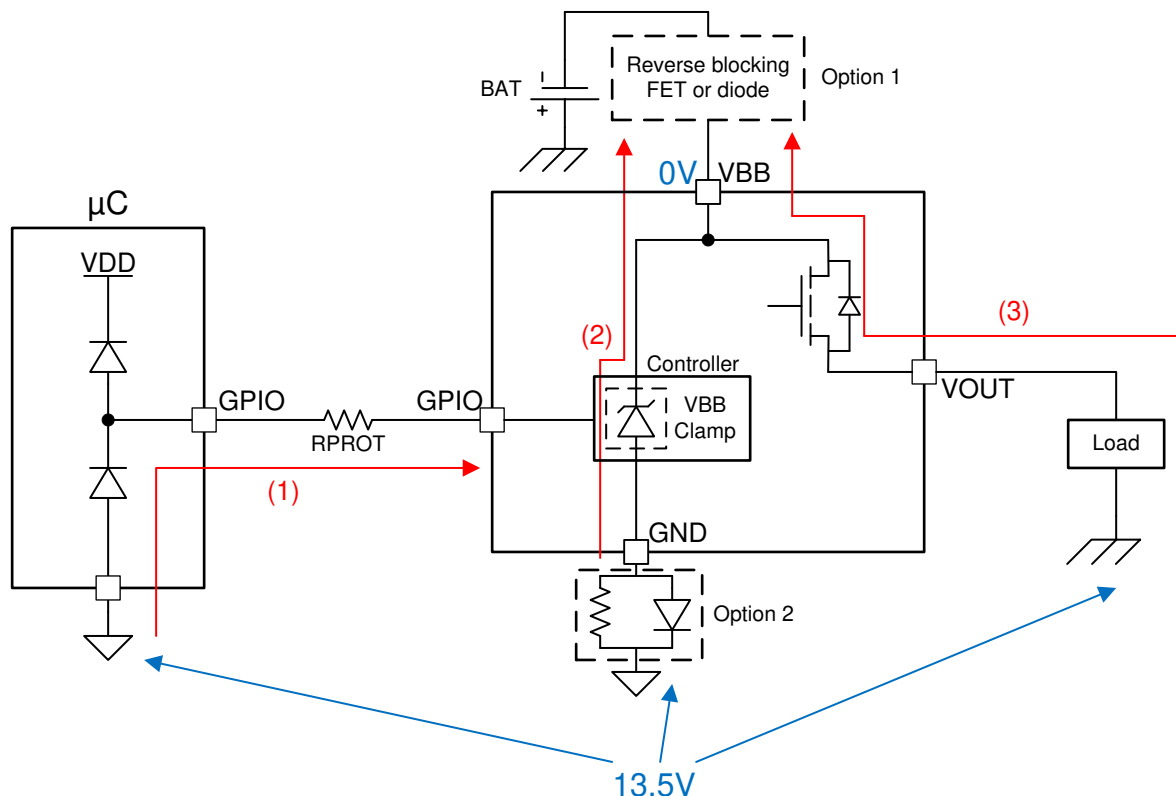 Reverse blocking
FET or diode
Option 1
BAT
-
+
0V
VBB
µC
VDD
(2)
(3)
Controller
GPIO
GPIO
VBB
Clamp
VOUT
RPROT
Load
(1)
GND
Option 2
13.5V